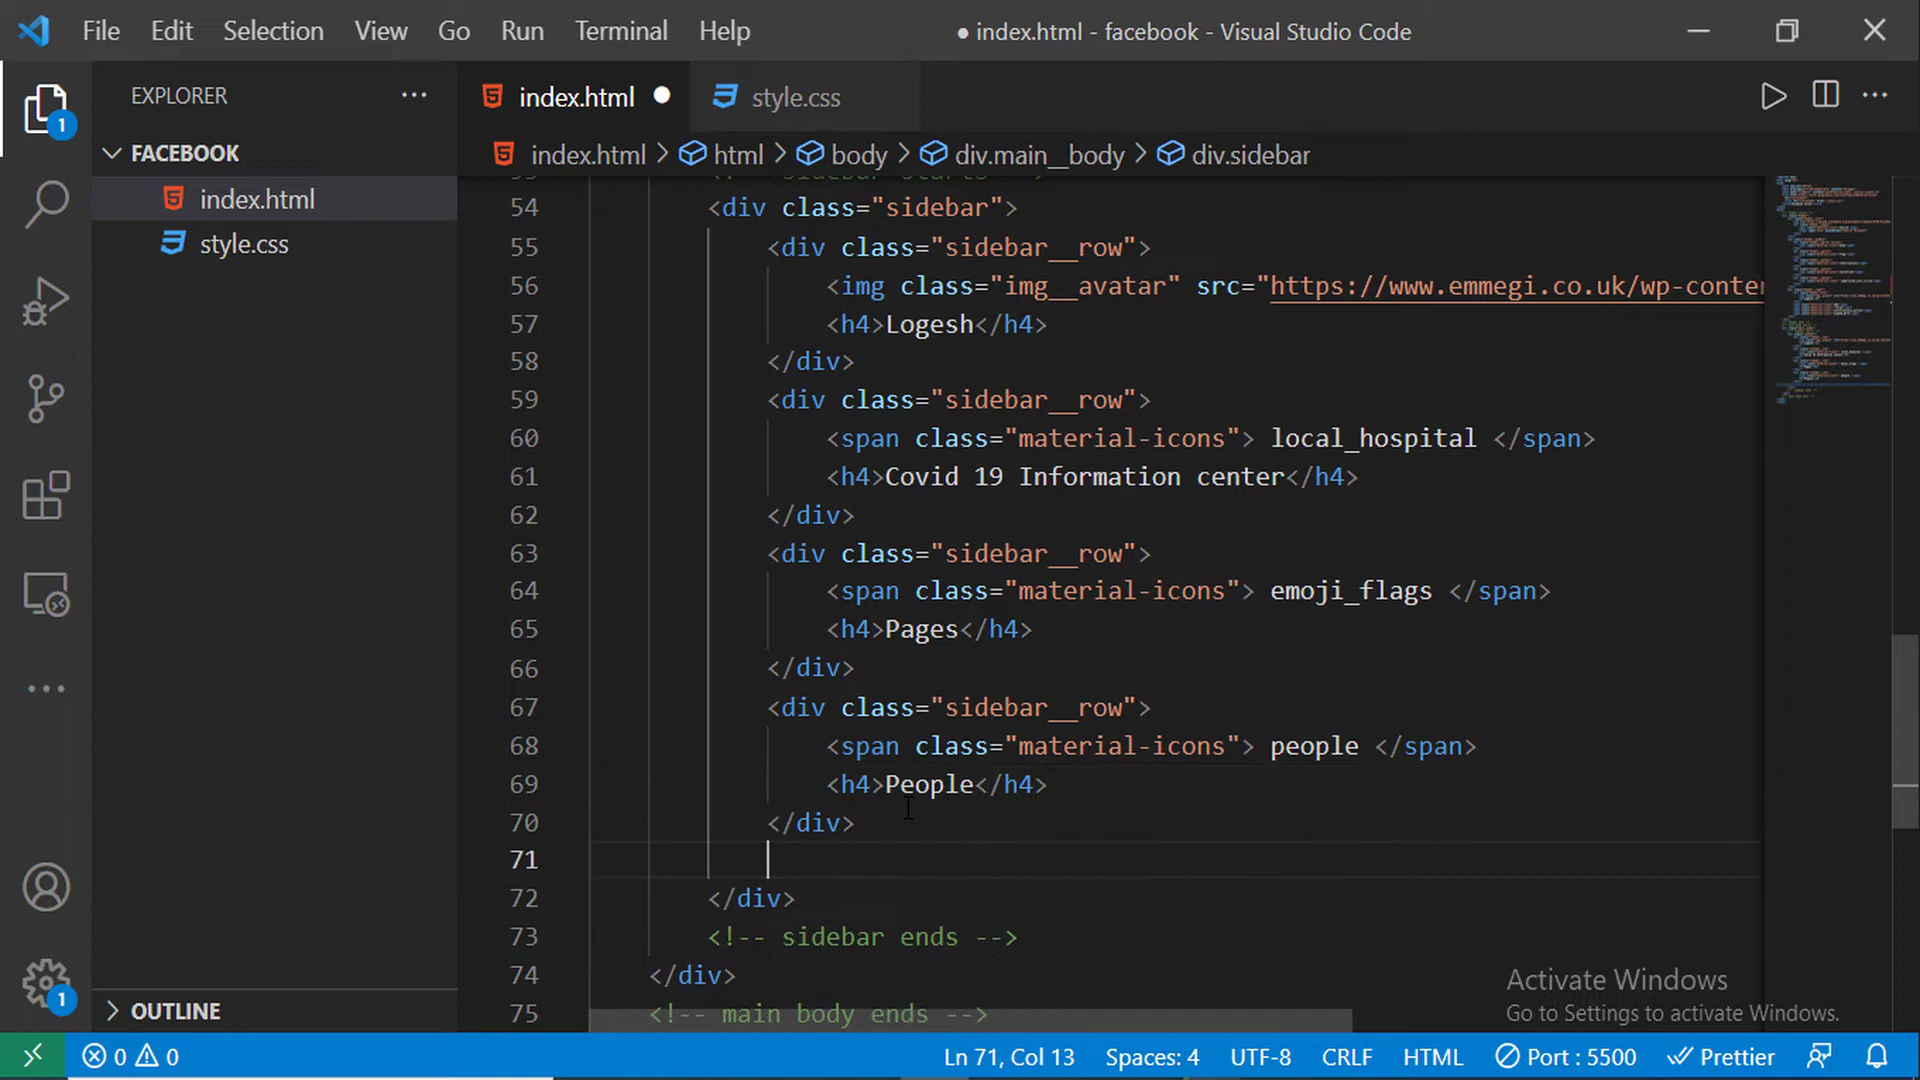 File Edit Selection View Go Run Terminal Help ● index.html - facebook - Visual Studio Code
EXPLORER ···
index.html ●
style.css
index.html > html > body > div.main__body > div.sidebar
FACEBOOK
index.html
style.css
54 <div class="sidebar">
55 <div class="sidebar__row">
56 <img class="img__avatar" src="https://www.emmegi.co.uk/wp-conten
57 <h4>Logesh</h4>
58 </div>
59 <div class="sidebar__row">
60 <span class="material-icons"> local_hospital </span>
61 <h4>Covid 19 Information center</h4>
62 </div>
63 <div class="sidebar__row">
64 <span class="material-icons"> emoji_flags </span>
65 <h4>Pages</h4>
66 </div>
67 <div class="sidebar__row">
68 <span class="material-icons"> people </span>
69 <h4>People</h4>
70 </div>
71
72 </div>
73 <!-- sidebar ends -->
74 </div>
75 <!-- main body ends -->
1
1
OUTLINE
Activate Windows
Go to Settings to activate Windows.
0 0 Ln 71, Col 13 Spaces: 4 UTF-8 CRLF HTML Port : 5500 Prettier